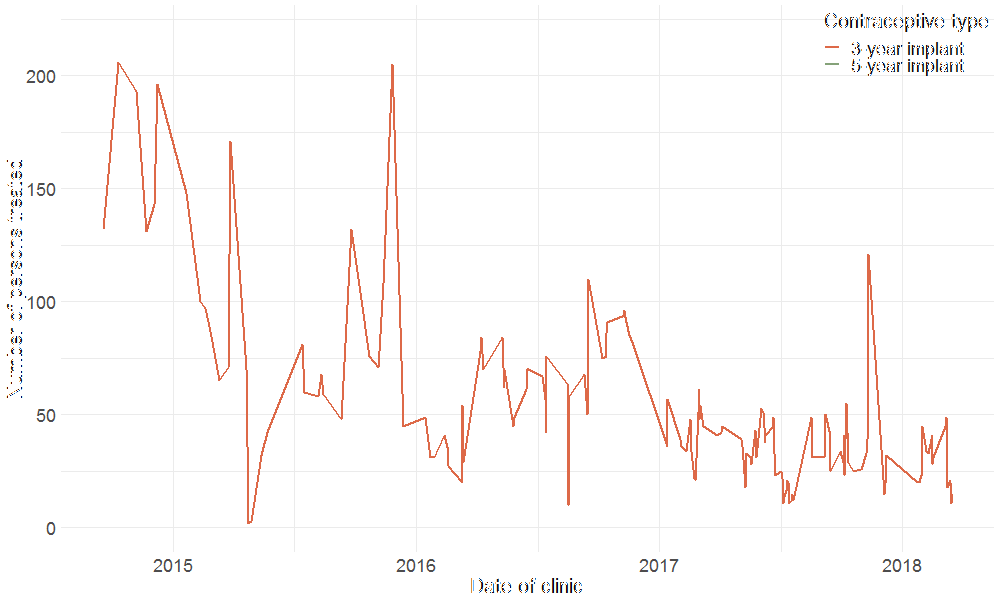 Contraceptive type
3-year implant
5-year implant
200
150
100
50
0
Number of persons treated
2015
2016
2017
2018
Date of clinic